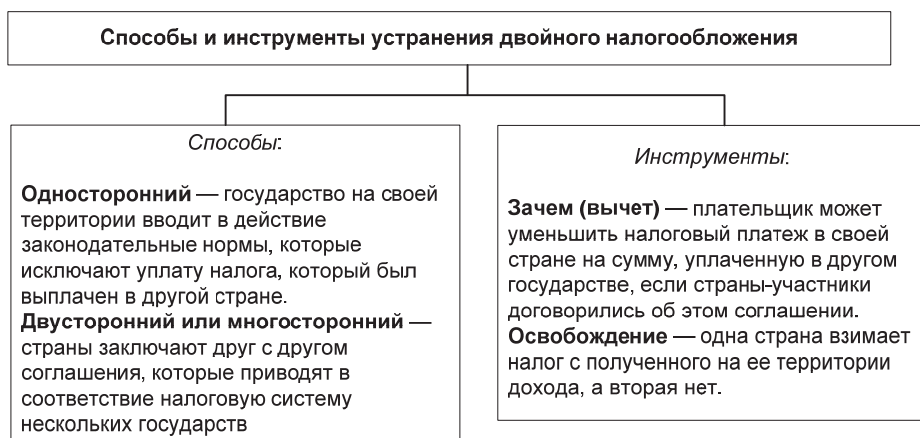 Способы и инструменты устранения двойного налогообложения
Способы:
Односторонний — государство на своей
территории вводит в действие
законодательные нормы, которые
исключают уплату налога, который был
выплачен в другой стране.
Двусторонний или многосторонний —
страны заключают друг с другом
соглашения, которые приводят в
соответствие налоговую систему
нескольких государств
Инструменты:
Зачем (вычет) — плательщик может
уменьшить налоговый платеж в своей
стране на сумму, уплаченную в другом
государстве, если страны-участники
договорились об этом соглашении.
Освобождение — одна страна взимает
налог с полученного на ее территории
дохода, а вторая нет.